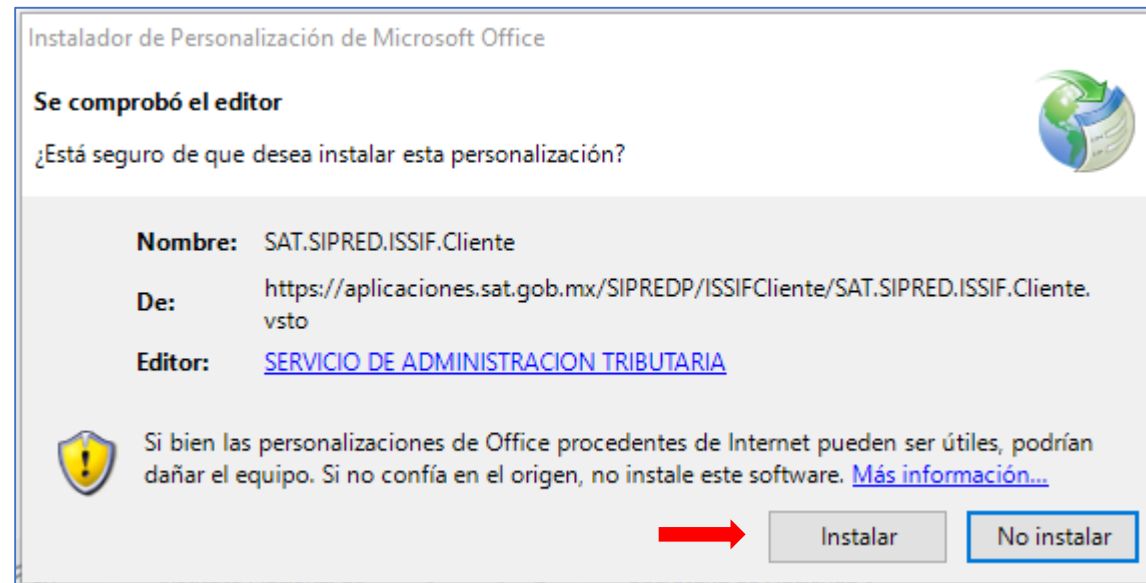 Instalador de Personalización de Microsoft Office
Se comprobó el editor
¿Está seguro de que desea instalar esta personalización?
Nombre: SAT.SIPRED.ISSIF.Cliente
De: https://aplicaciones.sat.gob.mx/SIPREDP/ISSIFCliente/SAT.SIPRED.ISSIF.Cliente.
vsto
Editor: SERVICIO DE ADMINISTRACION TRIBUTARIA
Si bien las personalizaciones de Office procedentes de Internet pueden ser útiles, podrían
dañar el equipo. Si no confía en el origen, no instale este software. Más información...
Instalar No instalar